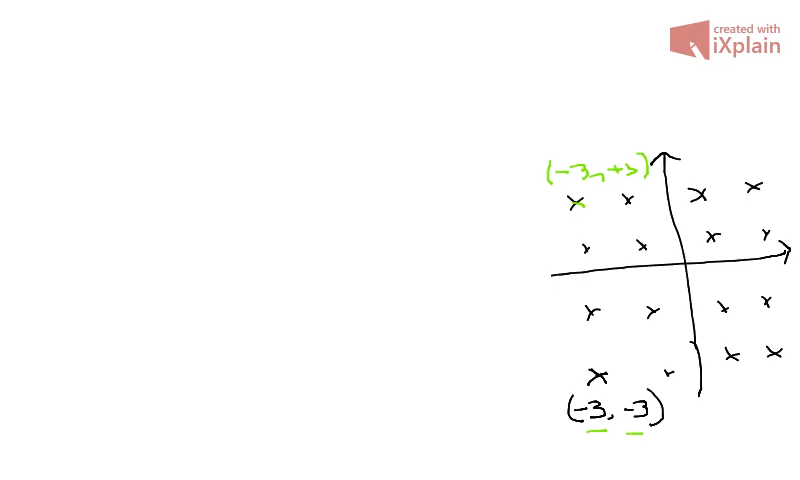 created with
iXplain
(-3, +3)
(-3, -3)